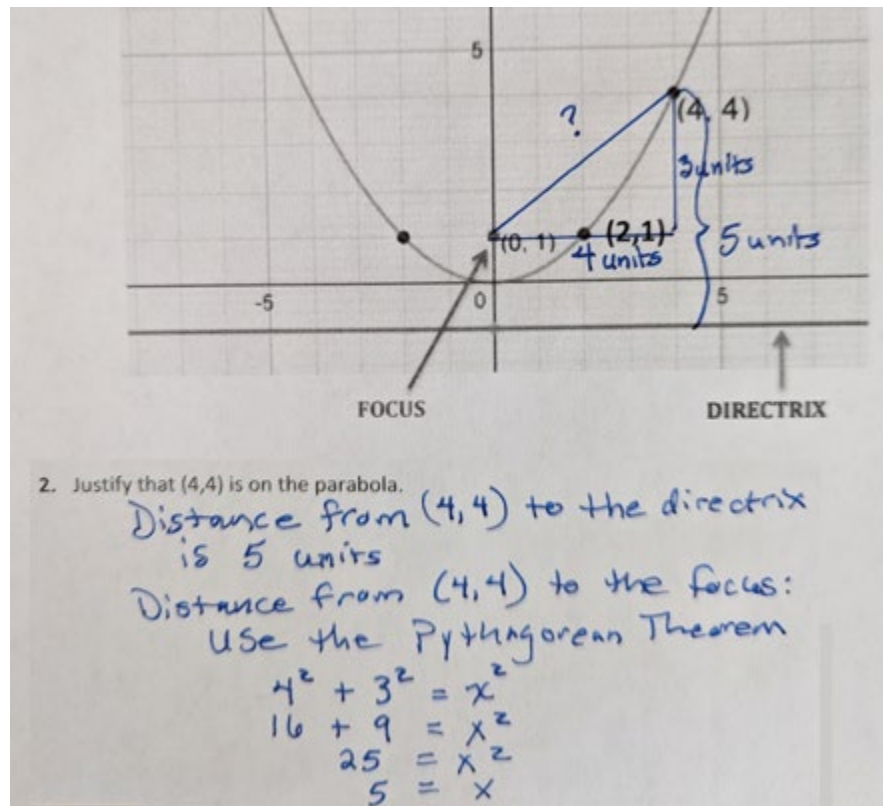 5
?
(4, 4)
3 units
(0, 1)
(2,1)
4 units
5 units
-5
0
5
FOCUS
DIRECTRIX
2. Justify that (4,4) is on the parabola.
Distance from (4,4) to the directrix
is 5 units
Distance from (4,4) to the focus:
Use the Pythagorean Theorem
4² + 3² = x²
16 + 9 = x²
25 = x²
5 = x